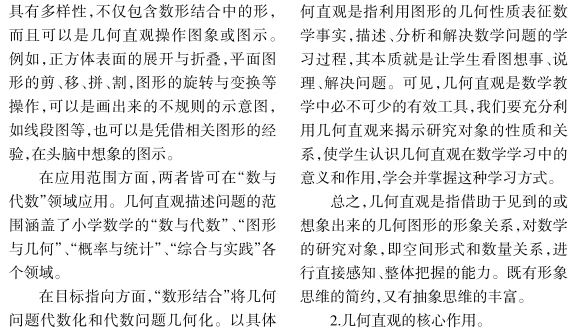 具有多样性,不仅包含数形结合中的形,
而且可以是几何直观操作图象或图示。
例如,正方体表面的展开与折叠,平面图
形的剪、移、拼、割,图形的旋转与变换等
操作,可以是画出来的不规则的示意图,
如线段图等,也可以是凭借相关图形的经
验,在头脑中想象的图示。
在应用范围方面,两者皆可在“数与
代数”领域应用。几何直观描述问题的范
围涵盖了小学数学的“数与代数”、“图形
与几何”、“概率与统计”、“综合与实践”各
个领域。
在目标指向方面,“数形结合”将几何
问题代数化和代数问题几何化。以具体
何直观是指利用图形的几何性质表征数
学事实,描述、分析和解决数学问题的学
习过程,其本质就是让学生看图想事、说
理、解决问题。可见,几何直观是数学教
学中必不可少的有效工具,我们要充分利
用几何直观来揭示研究对象的性质和关
系,使学生认识几何直观在数学学习中的
意义和作用,学会并掌握这种学习方式。
总之,几何直观是指借助于见到的或
想象出来的几何图形的形象关系,对数学
的研究对象,即空间形式和数量关系,进
行直接感知、整体把握的能力。既有形象
思维的简约,又有抽象思维的丰富。
2.几何直观的核心作用。